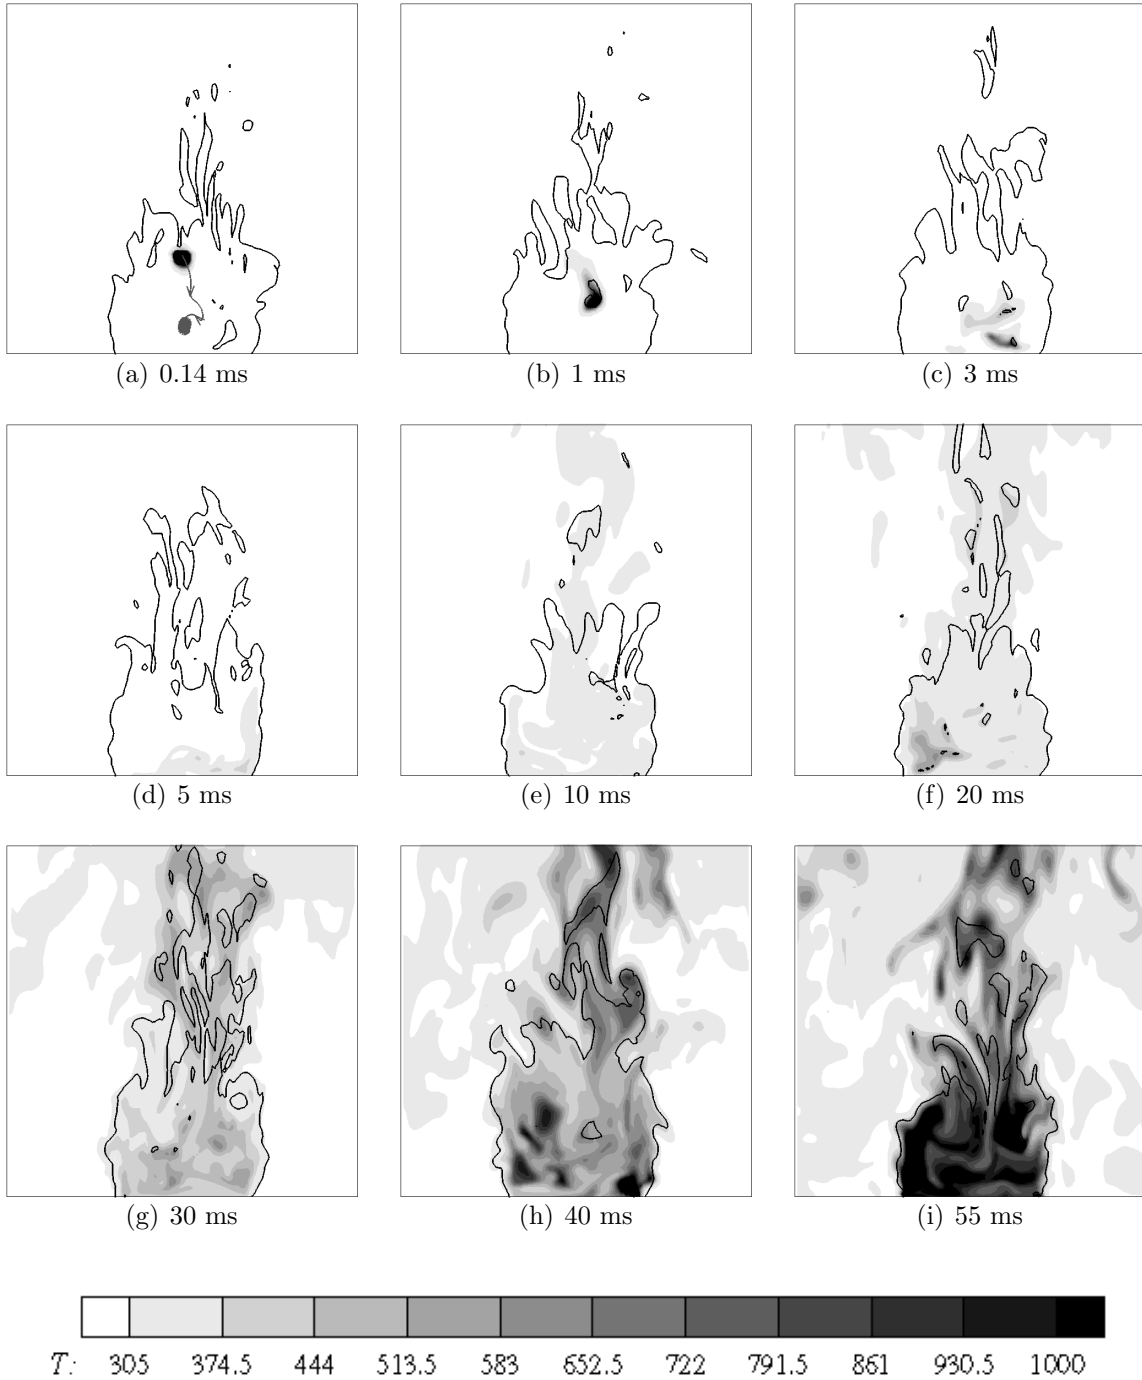 (a) 0.14 ms (b) 1 ms (c) 3 ms
(d) 5 ms (e) 10 ms (f) 20 ms
(g) 30 ms (h) 40 ms (i) 55 ms
T: 305 374.5 444 513.5 583 652.5 722 791.5 861 930.5 1000